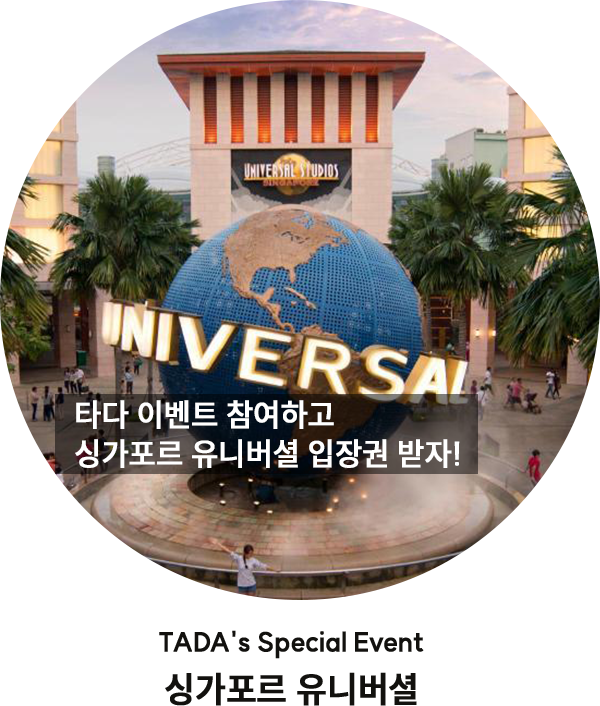 UNIVERSAL STUDIOS
SINGAPORE
UNIVERSAL
타다 이벤트 참여하고
싱가포르 유니버셜 입장권 받자!
TADA's Special Event
싱가포르 유니버셜